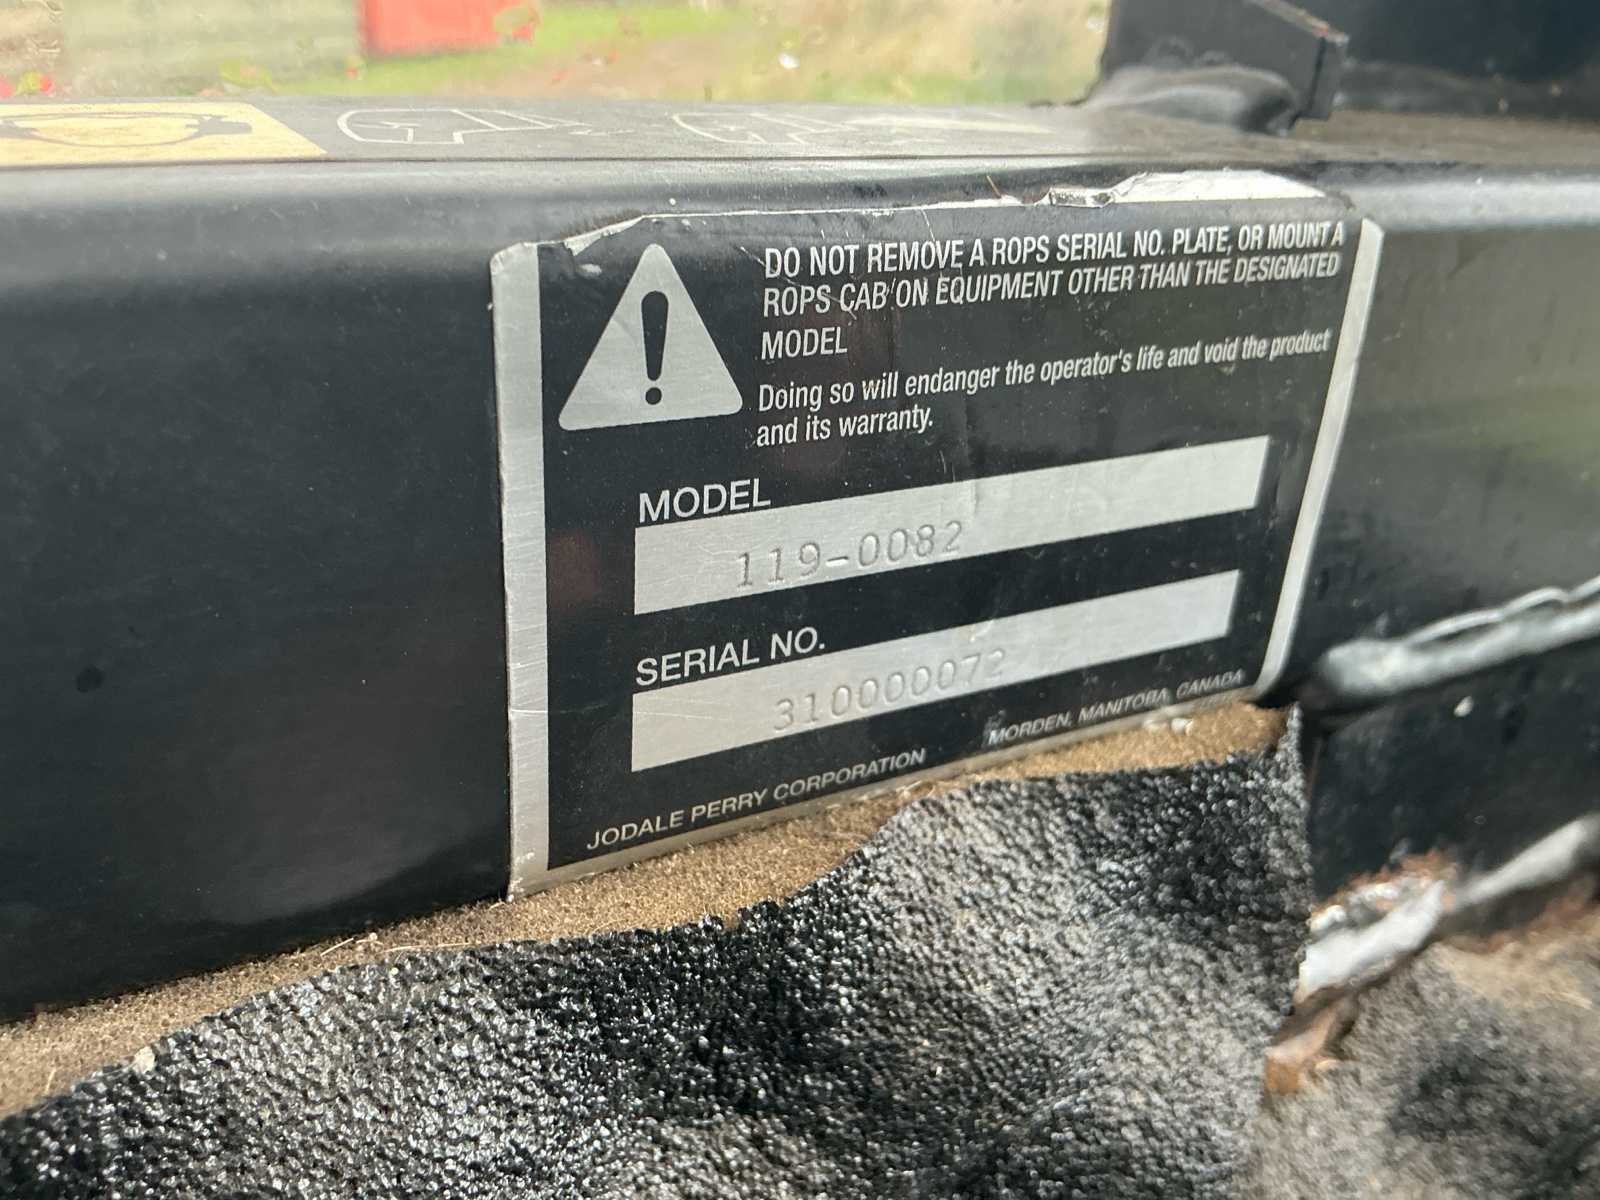 DO NOT REMOVE A ROPS SERIAL NO. PLATE, OR MOUNT A
ROPS CAB ON EQUIPMENT OTHER THAN THE DESIGNATED
MODEL
Doing so will endanger the operator's life and void the product
and its warranty.
MODEL
119-0082
SERIAL NO.
310000072
JODALE PERRY CORPORATION MORDEN, MANITOBA, CANADA